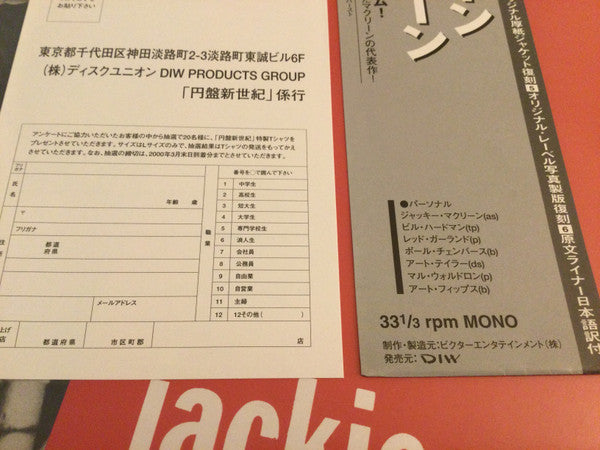 お貼り下さい
東京都千代田区神田淡路町2-3淡路町東誠ビル6F
(株)ディスクユニオン DIW PRODUCTS GROUP
「円盤新世紀」係行
アンケートにご協力いただいたお客様の中から抽選で20名様に、「円盤新世紀」特製Tシャツを
プレゼントさせていただきます。サイズはLサイズのみで、抽選結果はTシャツの発送をもってかえ
させていただきます。なお、抽選の締切は、2000年3月末日到着分までとさせていただきます。
フリガナ
氏名
年齢 歳
〒
フリガナ
都道
府県
住所
メールアドレス
職業
番号を○で囲んで下さい
1 中学生
2 高校生
3 短大生
4 大学生
5 専門学校生
6 浪人生
7 会社員
8 公務員
9 自由業
10 自営業
11 主婦
12 12その他( )
上げ
店
都道府県
市区町郡
店
ム!
ル・マクリーンの代表作!
ーン
ジナル厚紙ジャケット復刻5オリジナル・レーベル写真製版復刻6原文ライナー日本語訳付
●パーソナル
ジャッキー・マクリーン(as)
ビル・ハードマン(tp)
レッド・ガーランド(p)
ポール・チェンバース(b)
アート・テイラー(ds)
マル・ウォルドロン(p)
アート・フィップス(b)
33 1/3 rpm MONO
制作・製造元:ビクターエンタテインメント(株)
発売元:DIW
Jackie